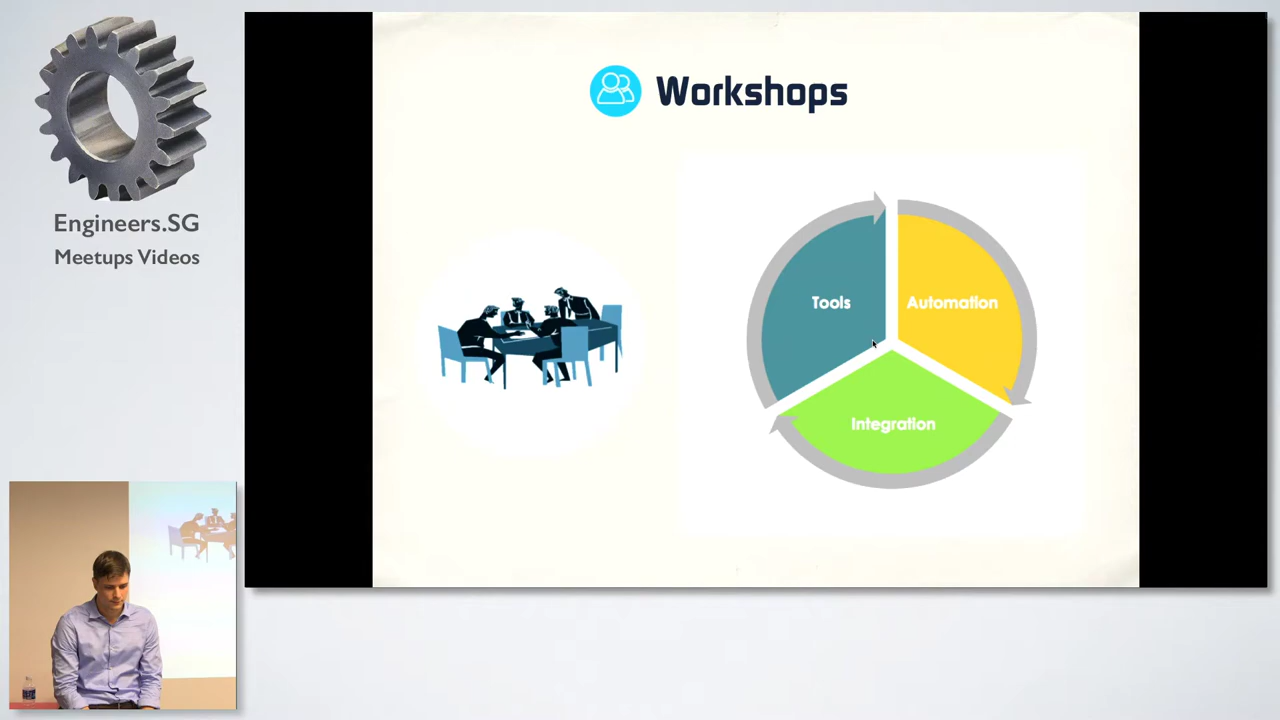 Engineers.SG
Meetups Videos
Workshops
Tools
Automation
Integration